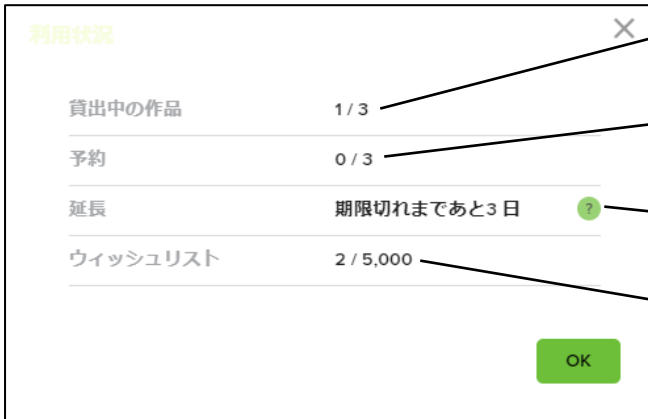 利用状況
貸出中の作品 1 / 3
予約 0 / 3
延長 期限切れまであと3 日 ?
ウィッシュリスト 2 / 5,000
OK